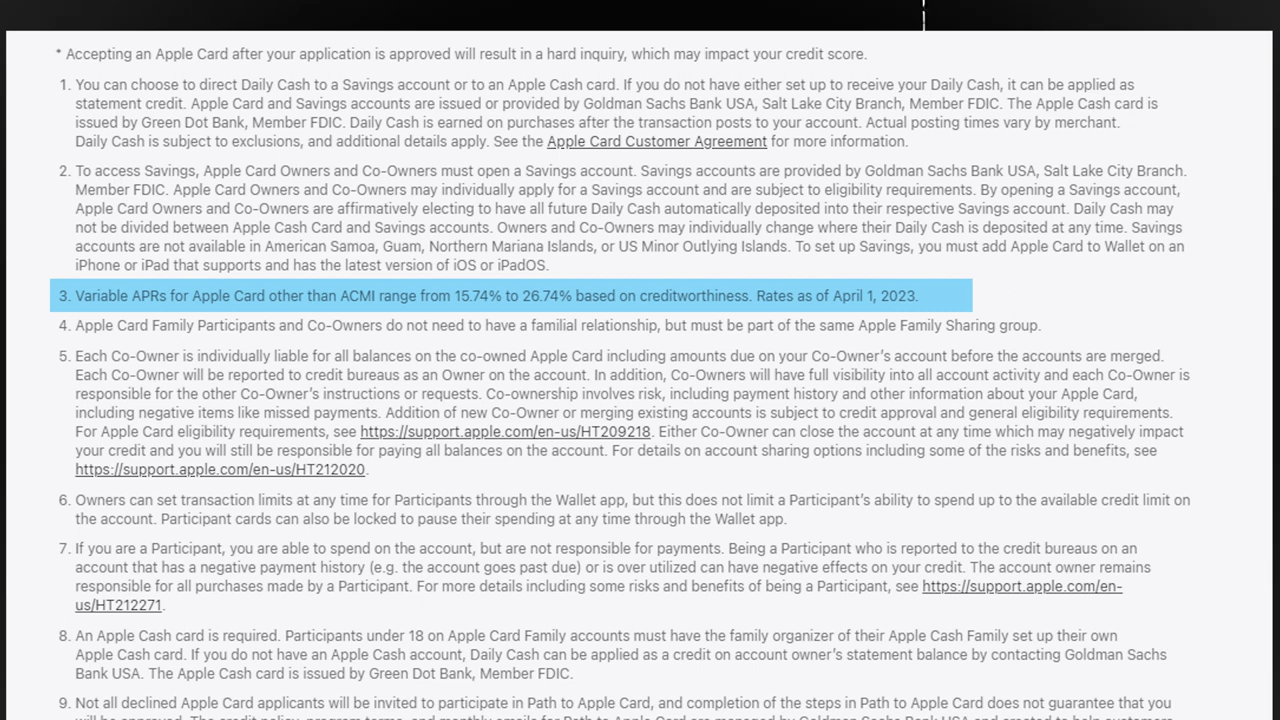 * Accepting an Apple Card after your application is approved will result in a hard inquiry, which may impact your credit score.
1. You can choose to direct Daily Cash to a Savings account or to an Apple Cash card. If you do not have either set up to receive your Daily Cash, it can be applied as
statement credit. Apple Card and Savings accounts are issued or provided by Goldman Sachs Bank USA, Salt Lake City Branch, Member FDIC. The Apple Cash card is
issued by Green Dot Bank, Member FDIC. Daily Cash is earned on purchases after the transaction posts to your account. Actual posting times vary by merchant.
Daily Cash is subject to exclusions, and additional details apply. See the Apple Card Customer Agreement for more information.
2. To access Savings, Apple Card Owners and Co-Owners must open a Savings account. Savings accounts are provided by Goldman Sachs Bank USA, Salt Lake City Branch.
Member FDIC. Apple Card Owners and Co-Owners may individually apply for a Savings account and are subject to eligibility requirements. By opening a Savings account,
Apple Card Owners and Co-Owners are affirmatively electing to have all future Daily Cash automatically deposited into their respective Savings account. Daily Cash may
not be divided between Apple Cash Card and Savings accounts. Owners and Co-Owners may individually change where their Daily Cash is deposited at any time. Savings
accounts are not available in American Samoa, Guam, Northern Mariana Islands, or US Minor Outlying Islands. To set up Savings, you must add Apple Card to Wallet on an
iPhone or iPad that supports and has the latest version of iOS or iPadOS.
3. Variable APRs for Apple Card other than ACMI range from 15.74% to 26.74% based on creditworthiness. Rates as of April 1, 2023.
4. Apple Card Family Participants and Co-Owners do not need to have a familial relationship, but must be part of the same Apple Family Sharing group.
5. Each Co-Owner is individually liable for all balances on the co-owned Apple Card including amounts due on your Co-Owner’s account before the accounts are merged.
Each Co-Owner will be reported to credit bureaus as an Owner on the account. In addition, Co-Owners will have full visibility into all account activity and each Co-Owner is
responsible for the other Co-Owner’s instructions or requests. Co-ownership involves risk, including payment history and other information about your Apple Card,
including negative items like missed payments. Addition of new Co-Owner or merging existing accounts is subject to credit approval and general eligibility requirements.
For Apple Card eligibility requirements, see https://support.apple.com/en-us/HT209218. Either Co-Owner can close the account at any time which may negatively impact
your credit and you will still be responsible for paying all balances on the account. For details on account sharing options including some of the risks and benefits, see
https://support.apple.com/en-us/HT212020.
6. Owners can set transaction limits at any time for Participants through the Wallet app, but this does not limit a Participant’s ability to spend up to the available credit limit on
the account. Participant cards can also be locked to pause their spending at any time through the Wallet app.
7. If you are a Participant, you are able to spend on the account, but are not responsible for payments. Being a Participant who is reported to the credit bureaus on an
account that has a negative payment history (e.g. the account goes past due) or is over utilized can have negative effects on your credit. The account owner remains
responsible for all purchases made by a Participant. For more details including some risks and benefits of being a Participant, see https://support.apple.com/en-
us/HT212271.
8. An Apple Cash card is required. Participants under 18 on Apple Card Family accounts must have the family organizer of their Apple Cash Family set up their own
Apple Cash card. If you do not have an Apple Cash account, Daily Cash can be applied as a credit on account owner’s statement balance by contacting Goldman Sachs
Bank USA. The Apple Cash card is issued by Green Dot Bank, Member FDIC.
9. Not all declined Apple Card applicants will be invited to participate in Path to Apple Card, and completion of the steps in Path to Apple Card does not guarantee that you